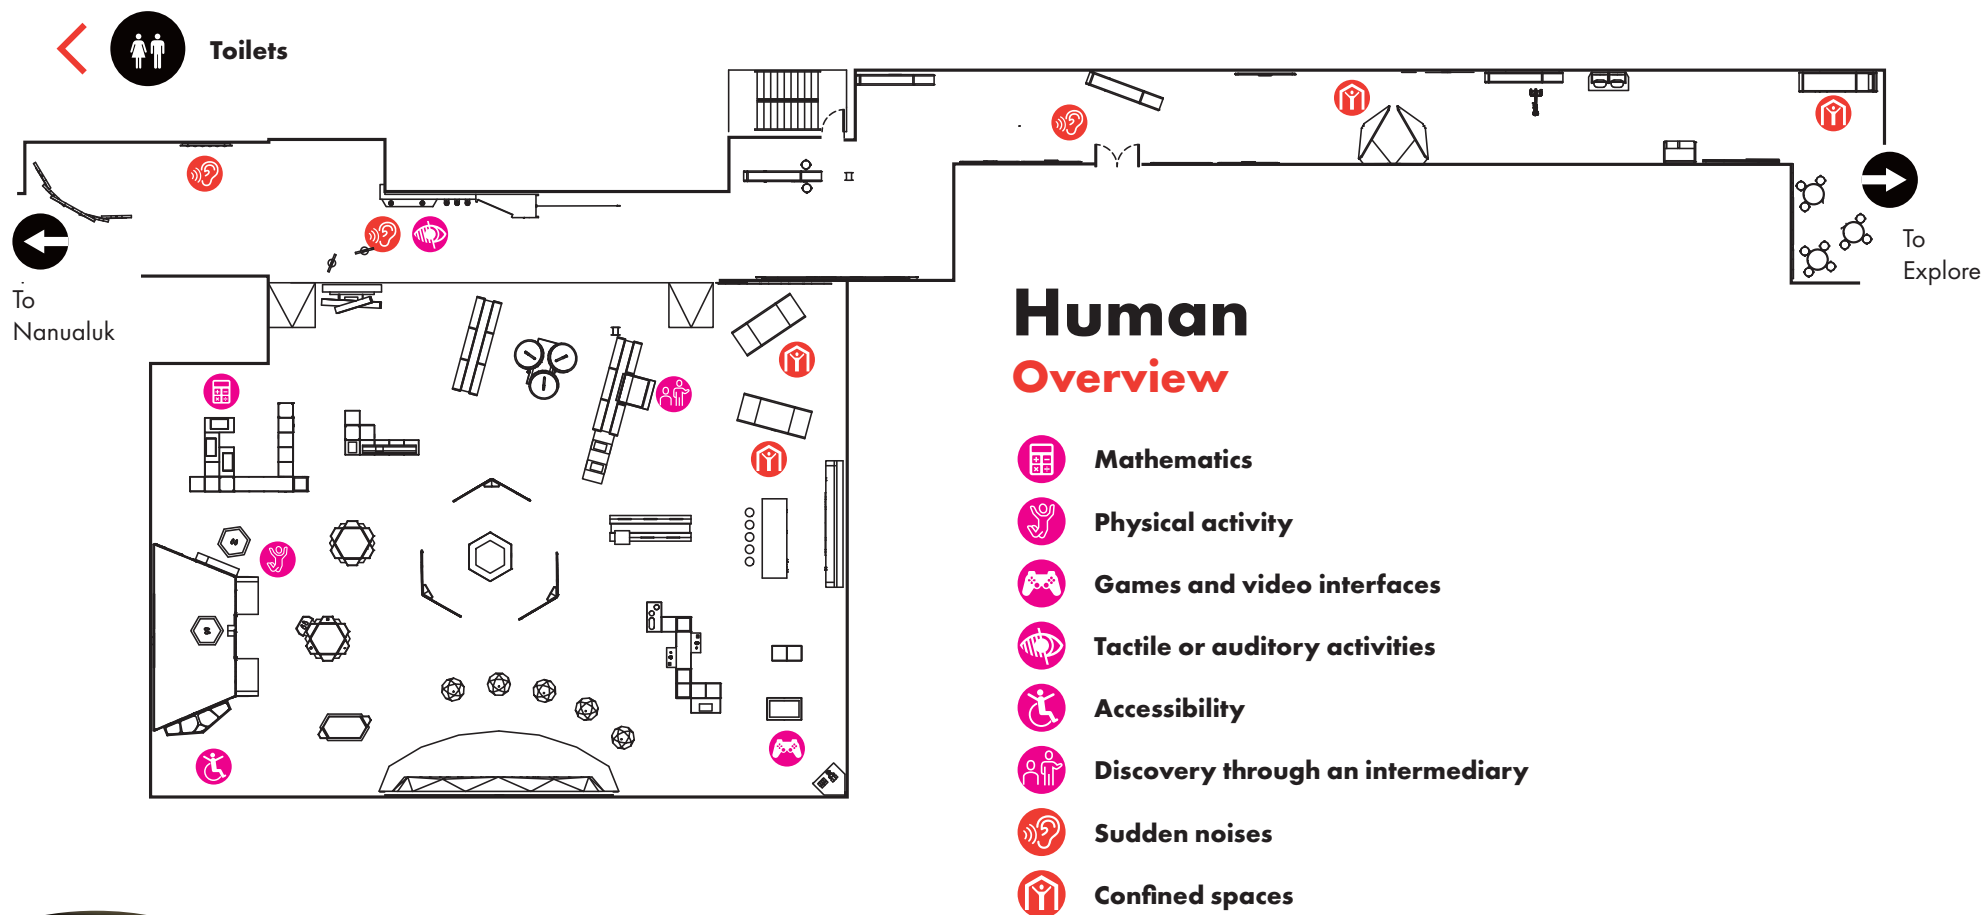 Toilets
To
Nanualuk
To
Explore
Human
Overview
Mathematics
Physical activity
Games and video interfaces
Tactile or auditory activities
Accessibility
Discovery through an intermediary
Sudden noises
Confined spaces